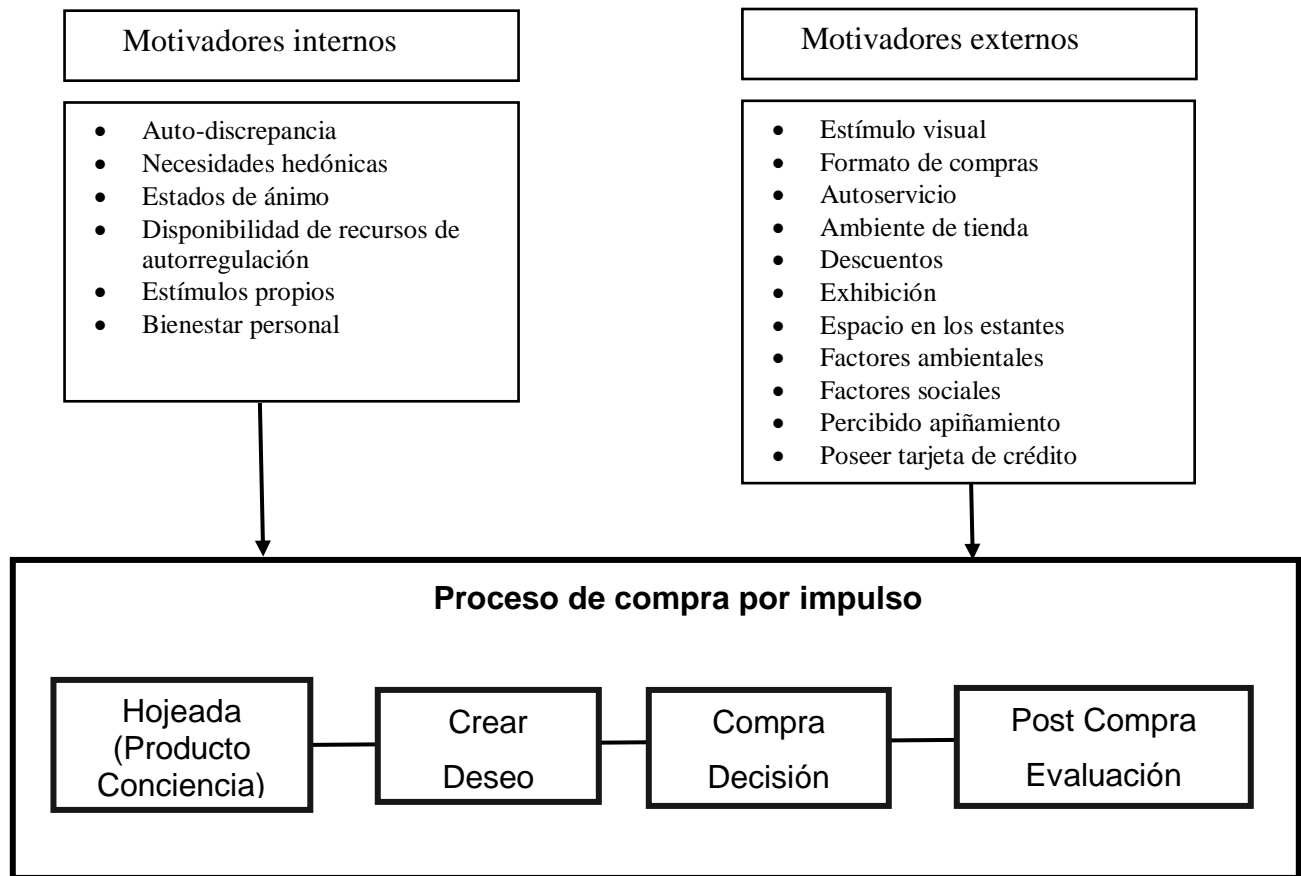 Motivadores internos
• Auto-discrepancia
• Necesidades hedónicas
• Estados de ánimo
• Disponibilidad de recursos de
autorregulación
• Estímulos propios
• Bienestar personal
Motivadores externos
• Estímulo visual
• Formato de compras
• Autoservicio
• Ambiente de tienda
• Descuentos
• Exhibición
• Espacio en los estantes
• Factores ambientales
• Factores sociales
• Percibido apiñamiento
• Poseer tarjeta de crédito
Proceso de compra por impulso
Hojeada
(Producto
Conciencia)
Crear
Deseo
Compra
Decisión
Post Compra
Evaluación